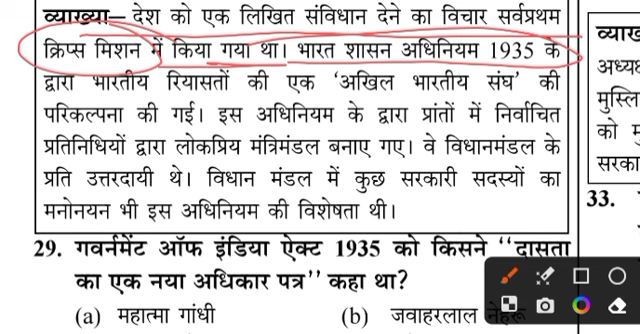 व्याख्या– देश को एक लिखित संविधान देने का विचार सर्वप्रथम
क्रिप्स मिशन में किया गया था। भारत शासन अधिनियम 1935 के
द्वारा भारतीय रियासतों की एक ‘अखिल भारतीय संघ’ की
परिकल्पना की गई। इस अधिनियम के द्वारा प्रांतों में निर्वाचित
प्रतिनिधियों द्वारा लोकप्रिय मंत्रिमंडल बनाए गए। वे विधानमंडल के
प्रति उत्तरदायी थे। विधान मंडल में कुछ सरकारी सदस्यों का
मनोनयन भी इस अधिनियम की विशेषता थी।
29. गवर्नमेंट ऑफ इंडिया ऐक्ट 1935 को किसने ‘‘दासता
का एक नया अधिकार पत्र’’ कहा था?
(a) महात्मा गांधी
(b) जवाहरलाल नेहरू
को
33.